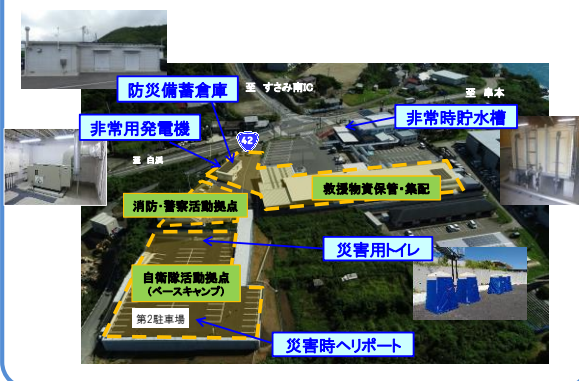 防災備蓄倉庫
至 すさみ南IC
至 串本
非常時貯水槽
非常用発電機
42
至 白浜
救援物資保管・集配
消防・警察活動拠点
災害用トイレ
自衛隊活動拠点
(ベースキャンプ)
第2駐車場
災害時ヘリポート